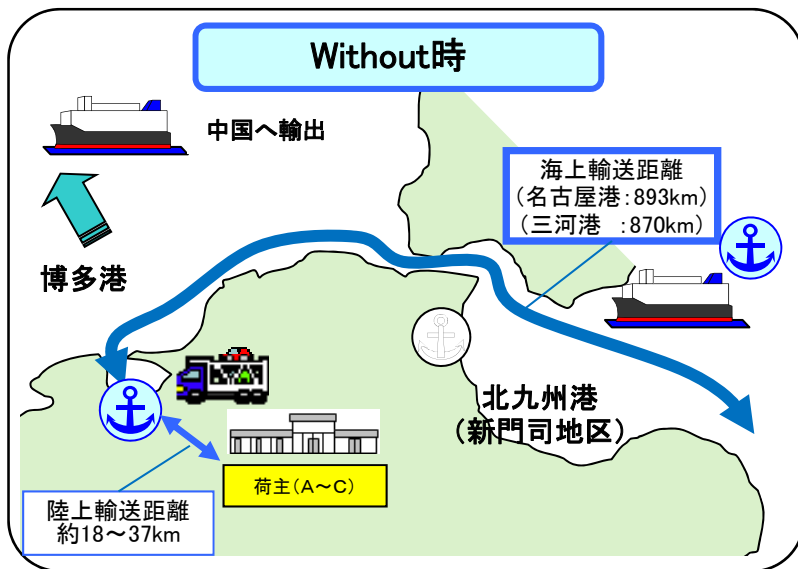 Without時
中国へ輸出
海上輸送距離
(名古屋港:893km)
(三河港 :870km)
博多港
北九州港
(新門司地区)
荷主(A~C)
陸上輸送距離
約18~37km